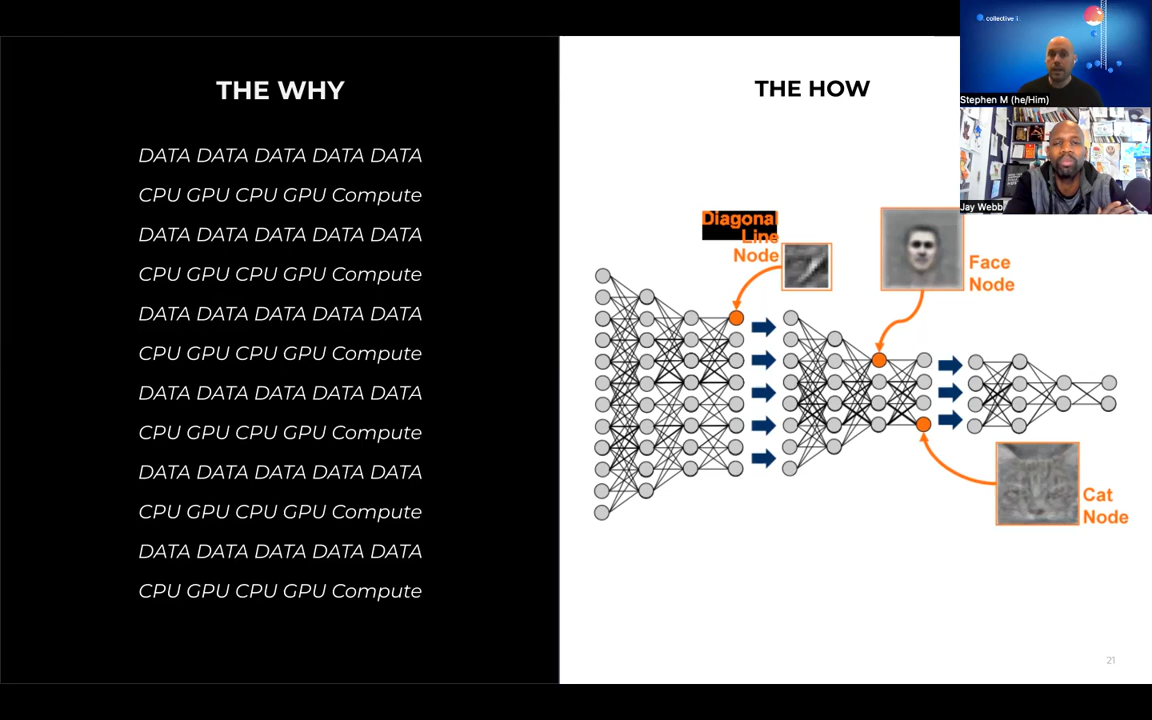 THE WHY
DATA DATA DATA DATA DATA
CPU GPU CPU GPU Compute
DATA DATA DATA DATA DATA
CPU GPU CPU GPU Compute
DATA DATA DATA DATA DATA
CPU GPU CPU GPU Compute
DATA DATA DATA DATA DATA
CPU GPU CPU GPU Compute
DATA DATA DATA DATA DATA
CPU GPU CPU GPU Compute
DATA DATA DATA DATA DATA
CPU GPU CPU GPU Compute
THE HOW
Diagonal
Line
Node
Face
Node
Cat
Node
21
collective i.
Stephen M (he/Him)
Jay Webb